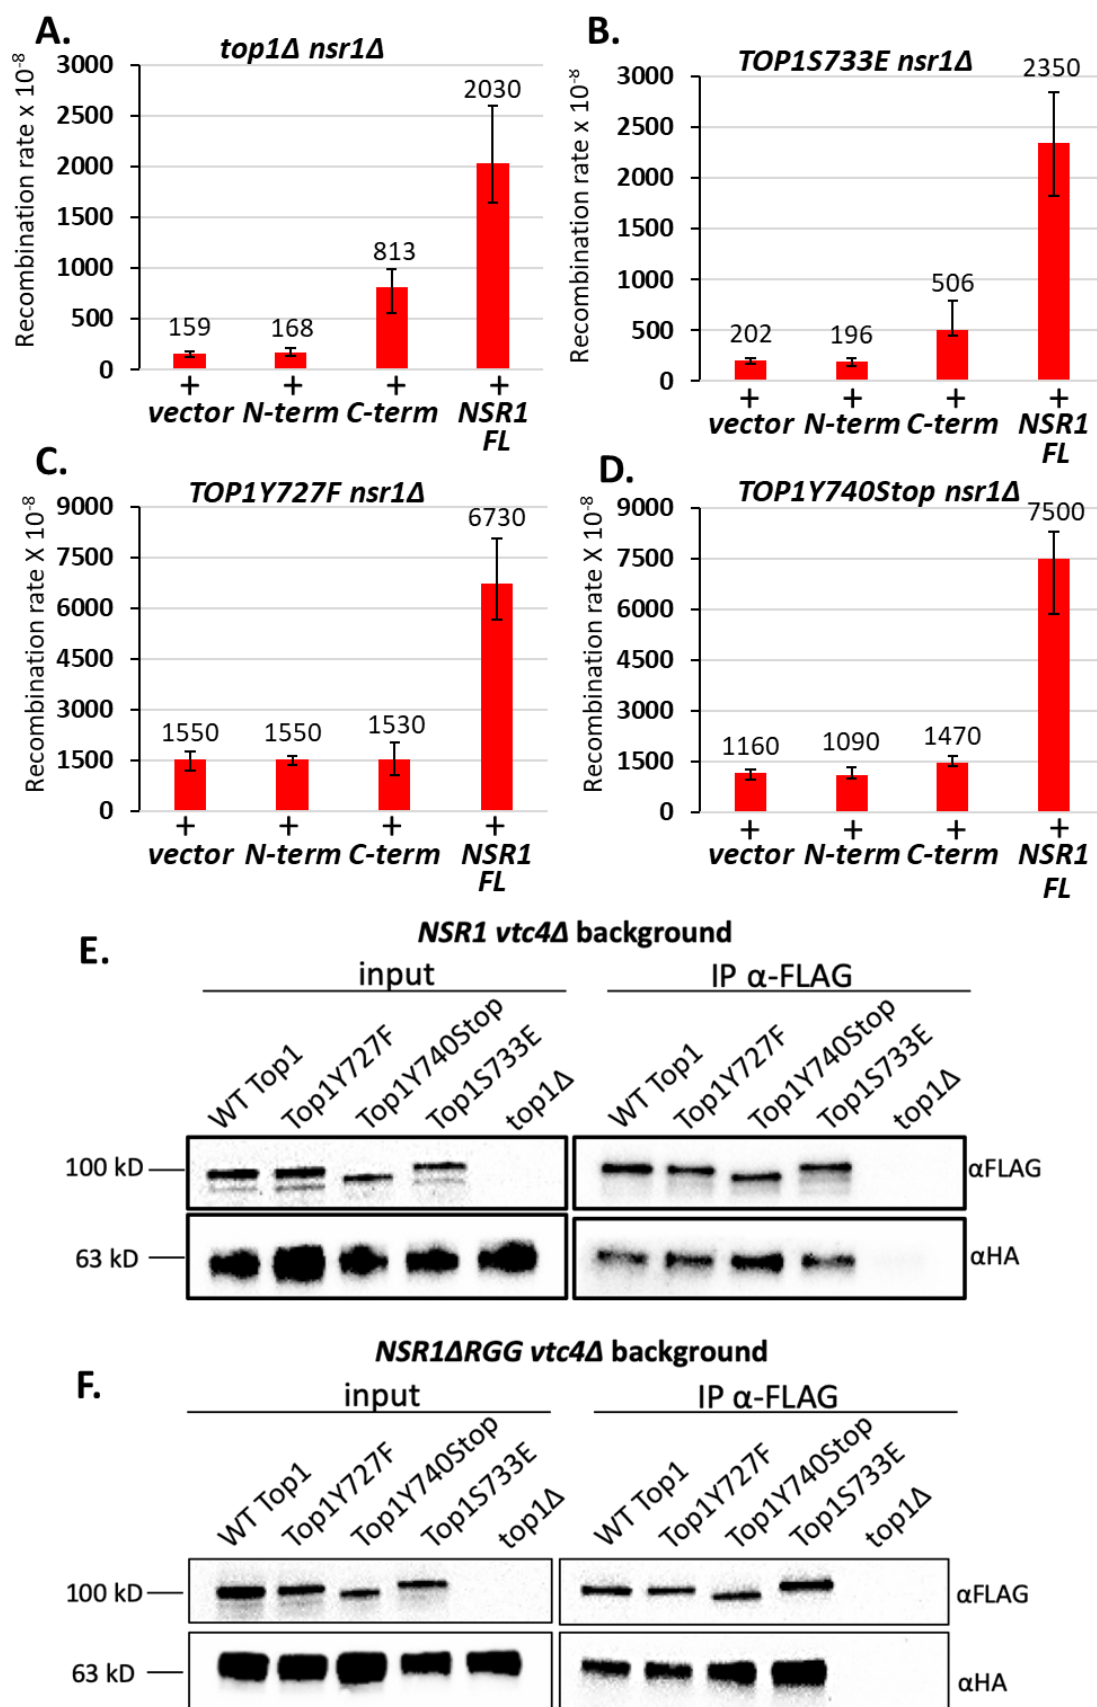 A.
top1Δ nsr1Δ
Recombination rate x 10-8
3000
2500
2000
1500
1000
500
0
159
168
813
2030
+ + + +
vector N-term C-term NSR1
FL
B.
TOP1S733E nsr1Δ
Recombination rate x 10-8
3000
2500
2000
1500
1000
500
0
202
196
506
2350
+ + + +
vector N-term C-term NSR1
FL
C.
TOP1Y727F nsr1Δ
Recombination rate X 10-8
9000
7500
6000
4500
3000
1500
0
1550
1550
1530
6730
+ + + +
vector N-term C-term NSR1
FL
D.
TOP1Y740Stop nsr1Δ
Recombination rate X 10-8
9000
7500
6000
4500
3000
1500
0
1160
1090
1470
7500
+ + + +
vector N-term C-term NSR1
FL
E.
NSR1 vtc4Δ background
input
IP α-FLAG
WT Top1
Top1Y727F
Top1Y740Stop
Top1S733E
top1Δ
WT Top1
Top1Y727F
Top1Y740Stop
Top1S733E
top1Δ
100 kD
αFLAG
63 kD
αHA
F.
NSR1ΔRGG vtc4Δ background
input
IP α-FLAG
WT Top1
Top1Y727F
Top1Y740Stop
Top1S733E
top1Δ
WT Top1
Top1Y727F
Top1Y740Stop
Top1S733E
top1Δ
100 kD
αFLAG
63 kD
αHA